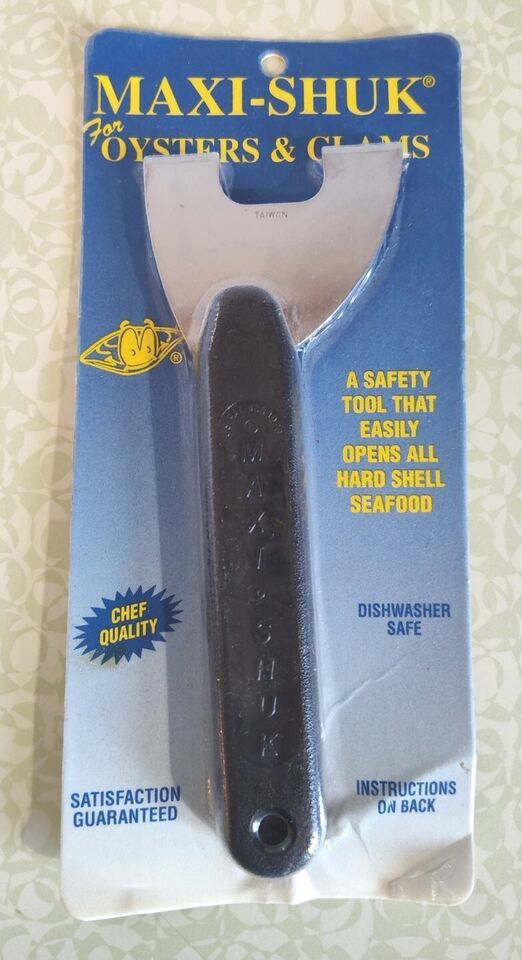 MAXI-SHUK®
For
OYSTERS & CLAMS
TAIWAN
®
A SAFETY
TOOL THAT
EASILY
OPENS ALL
HARD SHELL
SEAFOOD
MAXI-SHUK
CHEF
QUALITY
DISHWASHER
SAFE
SATISFACTION
GUARANTEED
INSTRUCTIONS
ON BACK